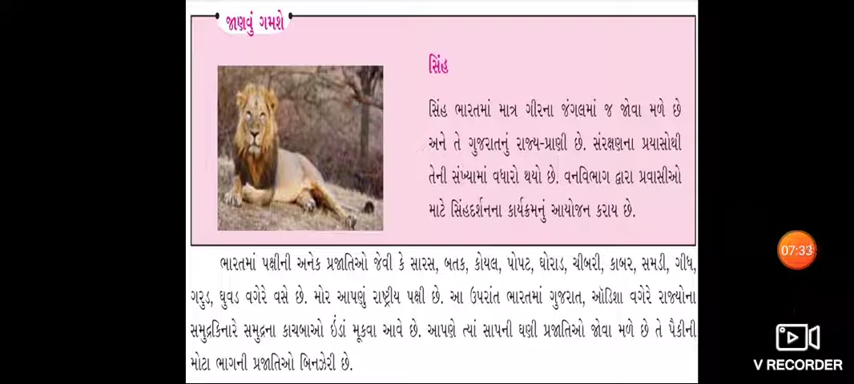 જાણવું ગમશે
સિંહ
સિંહ ભારતમાં માત્ર ગીરના જંગલમાં જ જોવા મળે છે
અને તે ગુજરાતનું રાજ્ય-પ્રાણી છે. સંરક્ષણના પ્રયાસોથી
તેની સંખ્યામાં વધારો થયો છે. વનવિભાગ દ્વારા પ્રવાસીઓ
માટે સિંહદર્શનના કાર્યક્રમનું આયોજન કરાય છે.
ભારતમાં પક્ષીની અનેક પ્રજાતિઓ જેવી કે સારસ, બતક, કોયલ, પોપટ, ઘોરાડ, ચીબરી, કાબર, સમડી, ગીધ,
ગરુડ, ઘુવડ વગેરે વસે છે. મોર આપણું રાષ્ટ્રીય પક્ષી છે. આ ઉપરાંત ભારતમાં ગુજરાત, ઑડિશા વગેરે રાજ્યોના
સમુદ્રકિનારે સમુદ્રના કાચબાઓ ઈંડાં મૂકવા આવે છે. આપણે ત્યાં સાપની ઘણી પ્રજાતિઓ જોવા મળે છે તે પૈકીની
મોટા ભાગની પ્રજાતિઓ બિનઝેરી છે.
07:33
V RECORDER